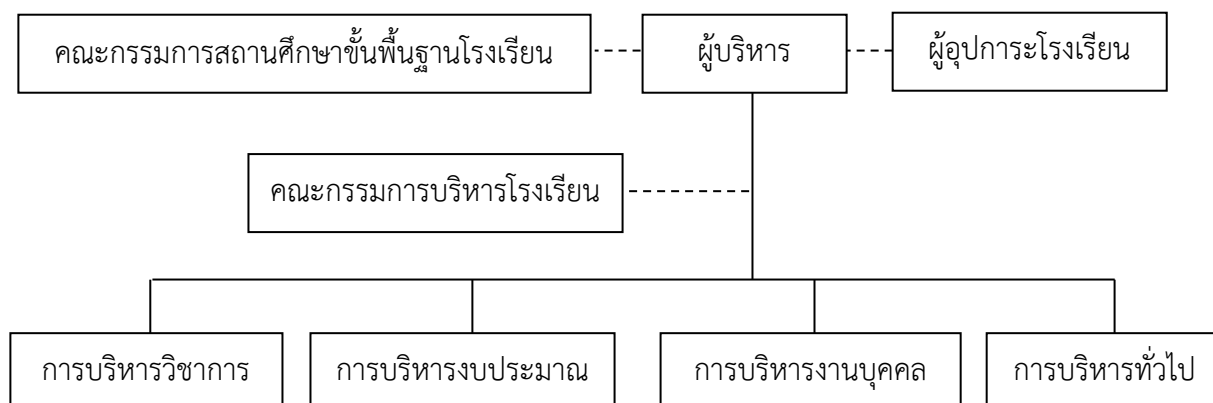 คณะกรรมการสถานศึกษาขั้นพื้นฐานโรงเรียน
ผู้บริหาร
ผู้อุปการะโรงเรียน
คณะกรรมการบริหารโรงเรียน
การบริหารวิชาการ
การบริหารงบประมาณ
การบริหารงานบุคคล
การบริหารทั่วไป